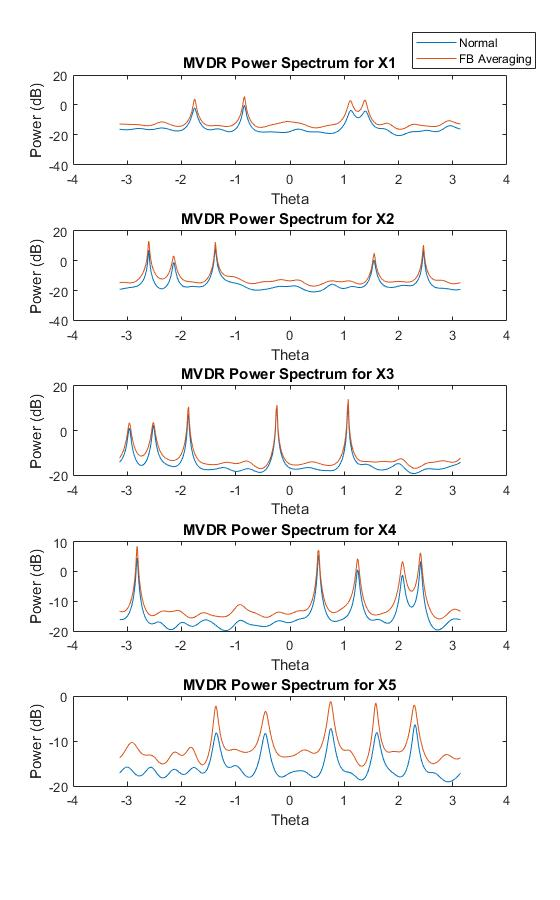 Normal
FB Averaging
MVDR Power Spectrum for X1
20
0
-20
-40
Power (dB)
-4 -3 -2 -1 0 1 2 3 4
Theta
MVDR Power Spectrum for X2
20
0
-20
-40
Power (dB)
-4 -3 -2 -1 0 1 2 3 4
Theta
MVDR Power Spectrum for X3
20
0
-20
Power (dB)
-4 -3 -2 -1 0 1 2 3 4
Theta
MVDR Power Spectrum for X4
10
0
-10
-20
Power (dB)
-4 -3 -2 -1 0 1 2 3 4
Theta
MVDR Power Spectrum for X5
0
-10
-20
Power (dB)
-4 -3 -2 -1 0 1 2 3 4
Theta